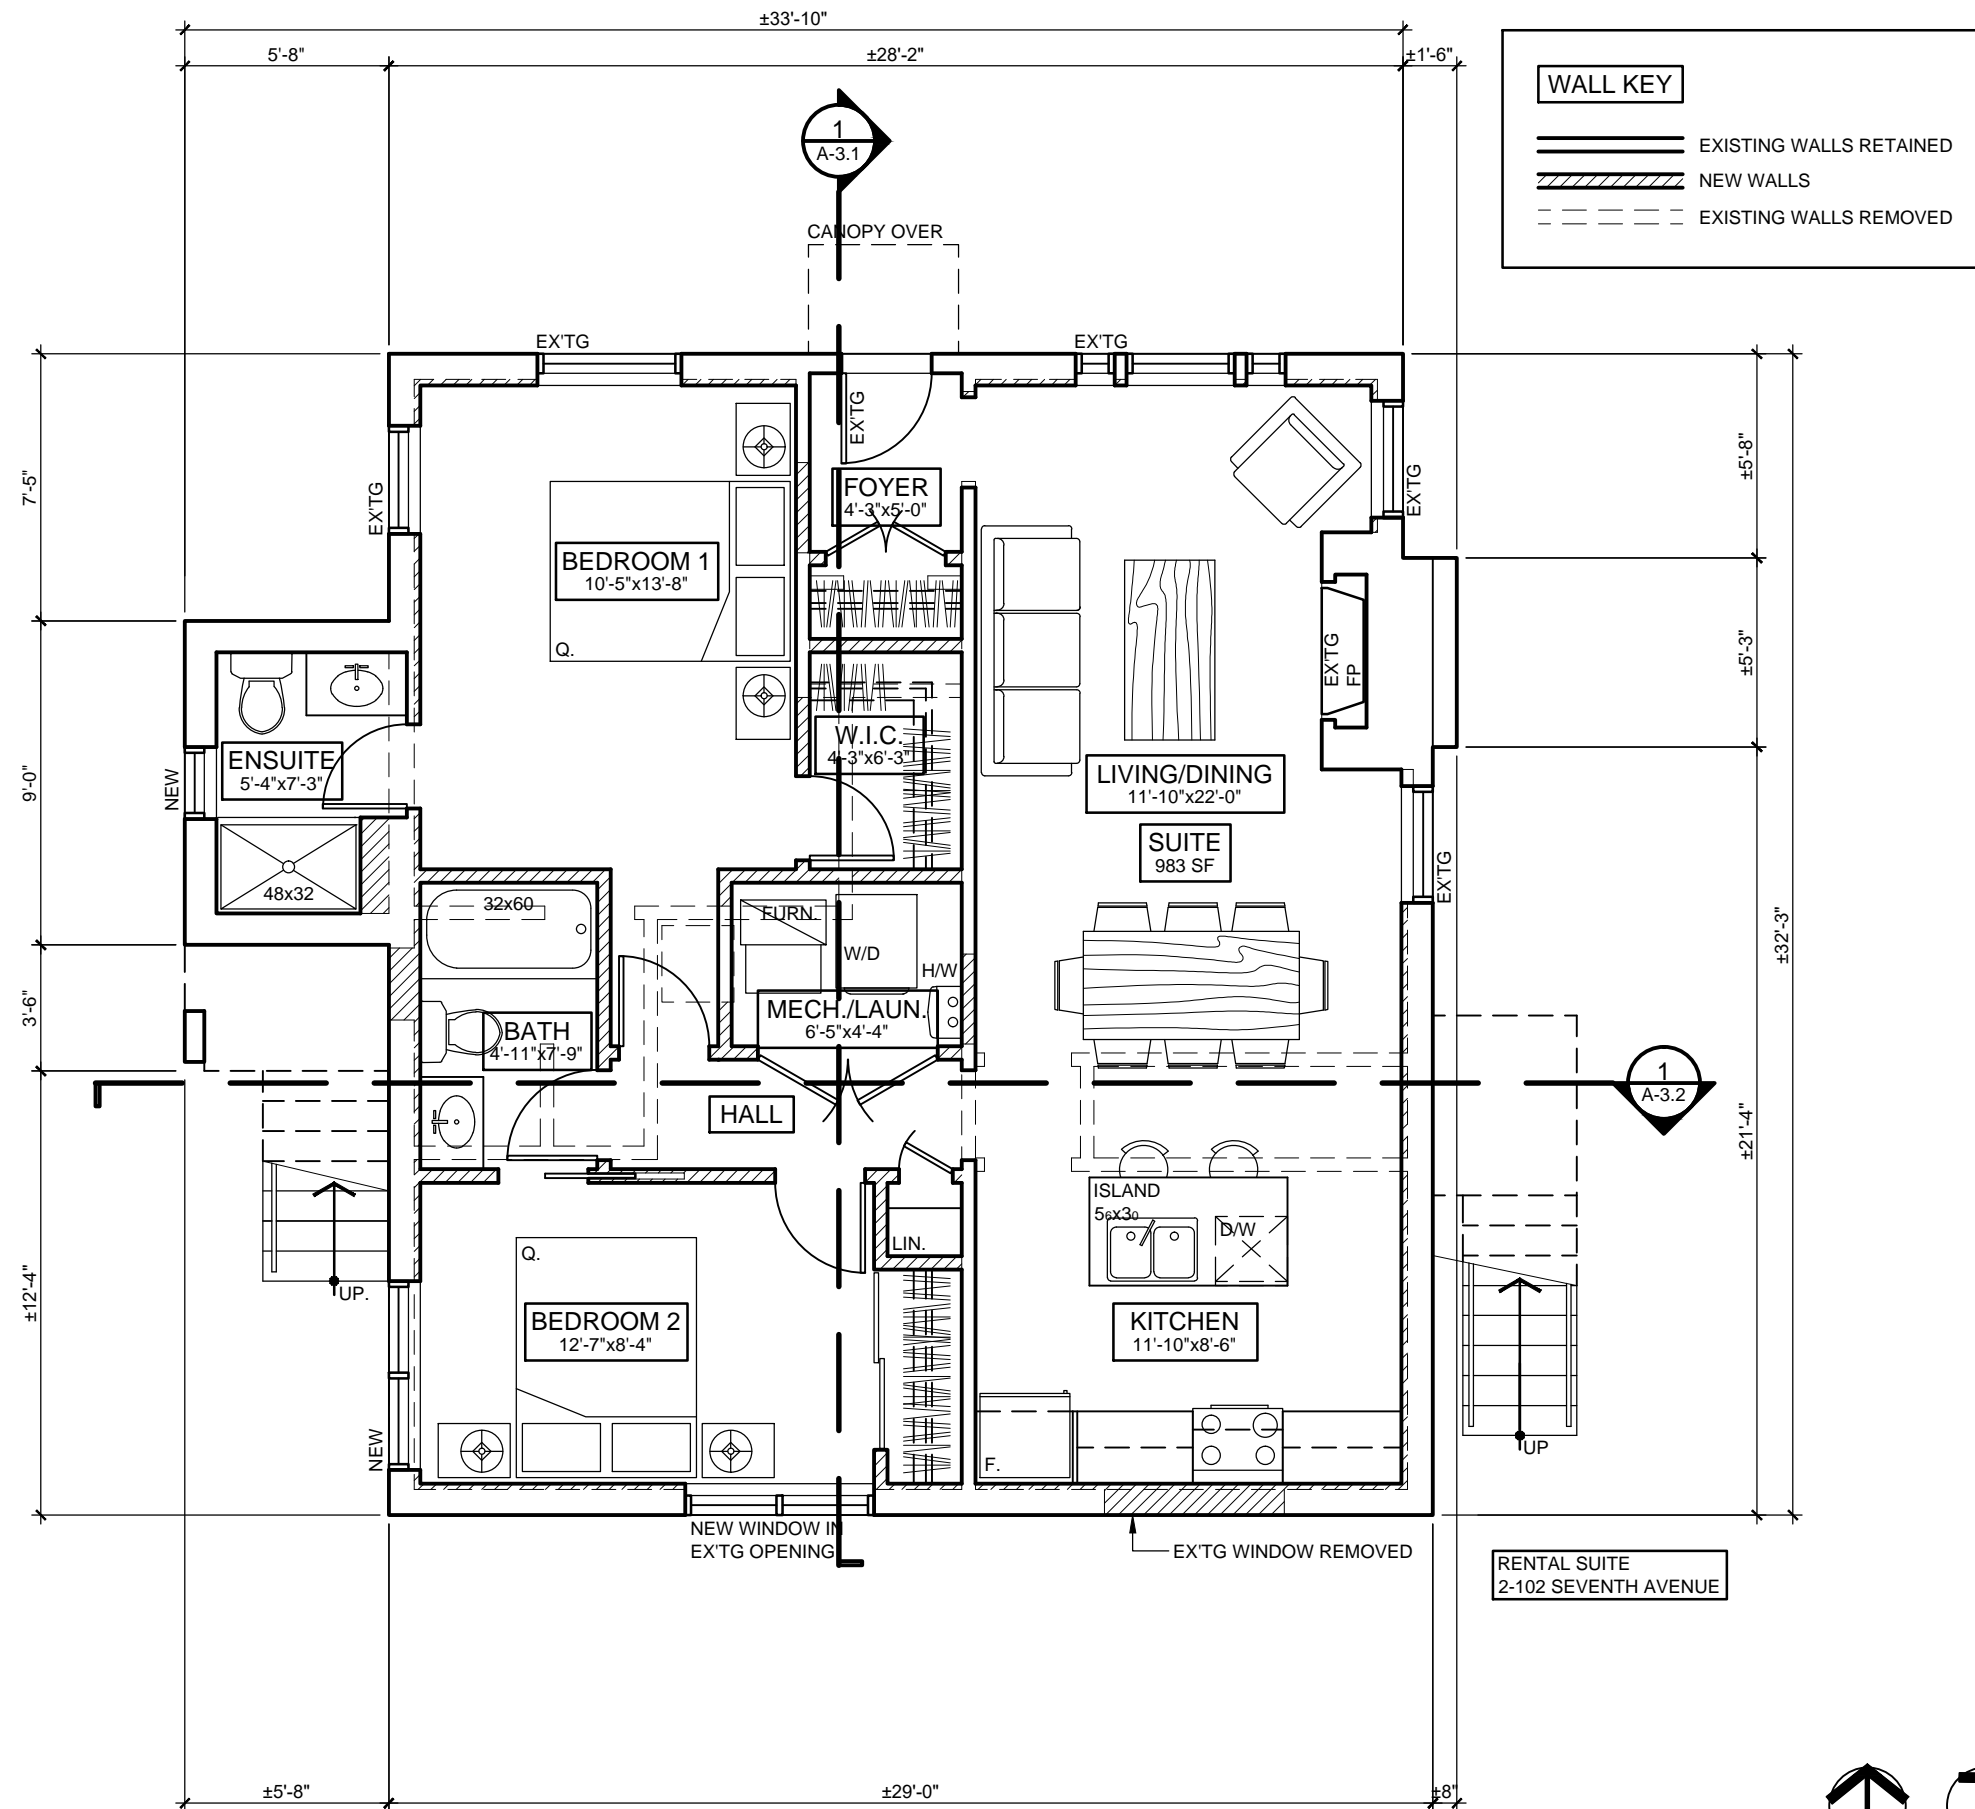 ±33'-10"
5'-8"
±28'-2"
±1'-6"
WALL KEY
EXISTING WALLS RETAINED
NEW WALLS
EXISTING WALLS REMOVED
1
A-3.1
CANOPY OVER
EX'TG
EX'TG
EX'TG
EX'TG
EX'TG
7'-5"
±5'-8"
FOYER
4'-3"x5'-0"
BEDROOM 1
10'-5"x13'-8"
Q.
EX'TG
FP
±5'-3"
W.I.C.
4'-3"x6'-3"
ENSUITE
5'-4"x7'-3"
NEW
9'-0"
LIVING/DINING
11'-10"x22'-0"
SUITE
983 SF
EX'TG
48x32
32x60
FURN.
W/D
H/W
±32'-3"
3'-6"
MECH./LAUN.
6'-5"x4'-4"
BATH
4'-11"x7'-9"
1
A-3.2
HALL
±21'-4"
ISLAND
56x30
D/W
LIN.
Q.
UP.
±12'-4"
BEDROOM 2
12'-7"x8'-4"
KITCHEN
11'-10"x8'-6"
NEW
F.
UP
NEW WINDOW IN
EX'TG OPENING
EX'TG WINDOW REMOVED
RENTAL SUITE
2-102 SEVENTH AVENUE
±5'-8"
±29'-0"
±8"